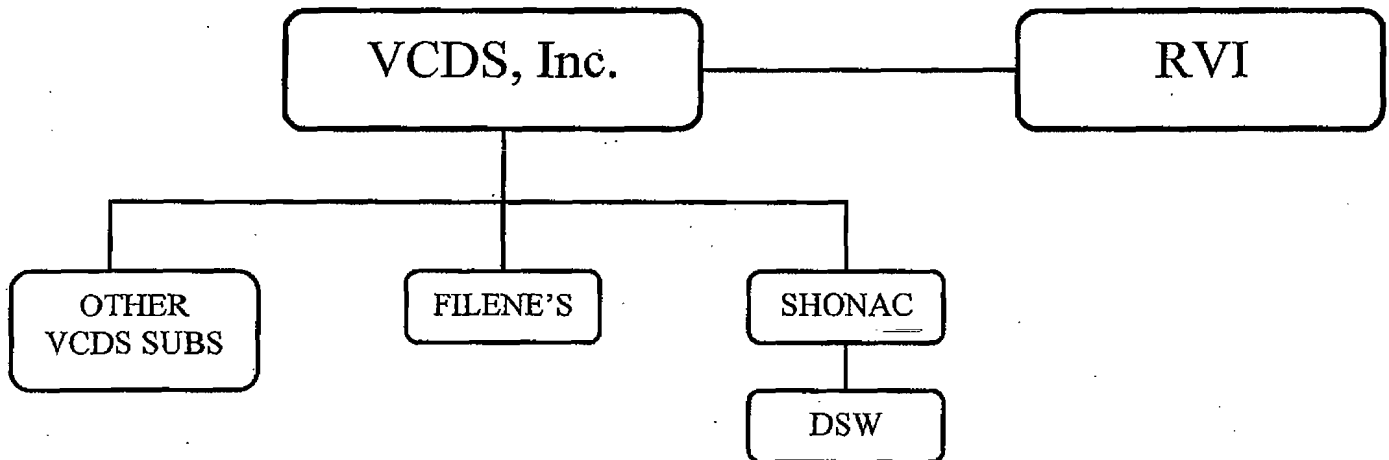 VCDS, Inc.
RVI
OTHER
VCDS SUBS
FILENE'S
SHONAC
DSW